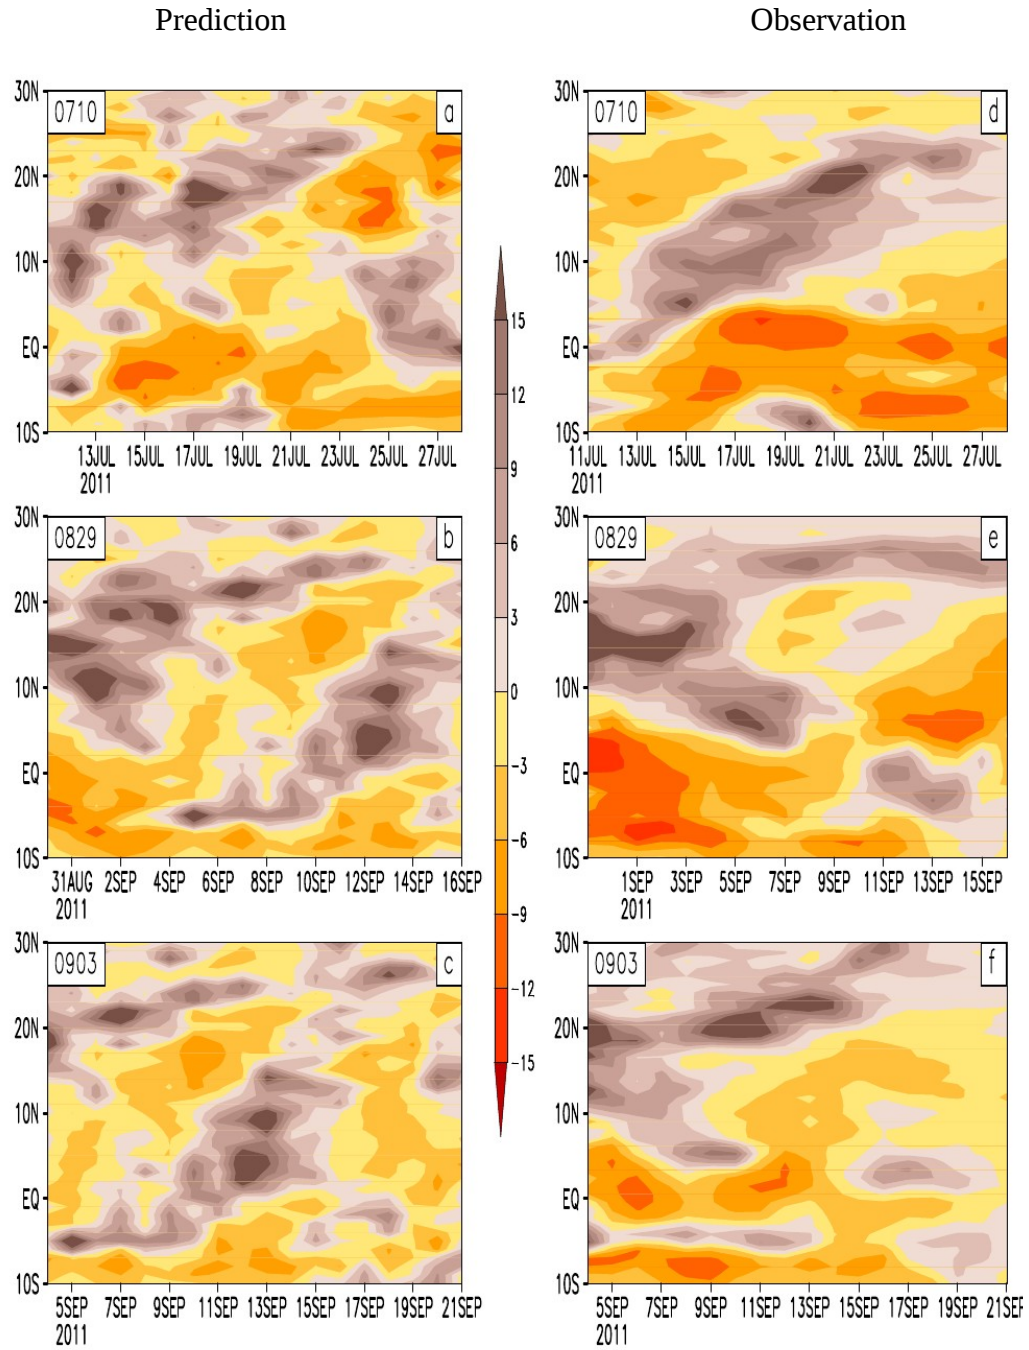 Prediction
Observation
0710
a
30N
20N
10N
EQ
10S
13JUL 15JUL 17JUL 19JUL 21JUL 23JUL 25JUL 27JUL
2011
0710
d
30N
20N
10N
EQ
10S
11JUL 13JUL 15JUL 17JUL 19JUL 21JUL 23JUL 25JUL 27JUL
2011
15
12
9
6
3
0
-3
-6
-9
-12
-15
0829
b
30N
20N
10N
EQ
10S
31AUG 2SEP 4SEP 6SEP 8SEP 10SEP 12SEP 14SEP 16SEP
2011
0829
e
30N
20N
10N
EQ
10S
1SEP 3SEP 5SEP 7SEP 9SEP 11SEP 13SEP 15SEP
2011
0903
c
30N
20N
10N
EQ
10S
5SEP 7SEP 9SEP 11SEP 13SEP 15SEP 17SEP 19SEP 21SEP
2011
0903
f
30N
20N
10N
EQ
10S
5SEP 7SEP 9SEP 11SEP 13SEP 15SEP 17SEP 19SEP 21SEP
2011